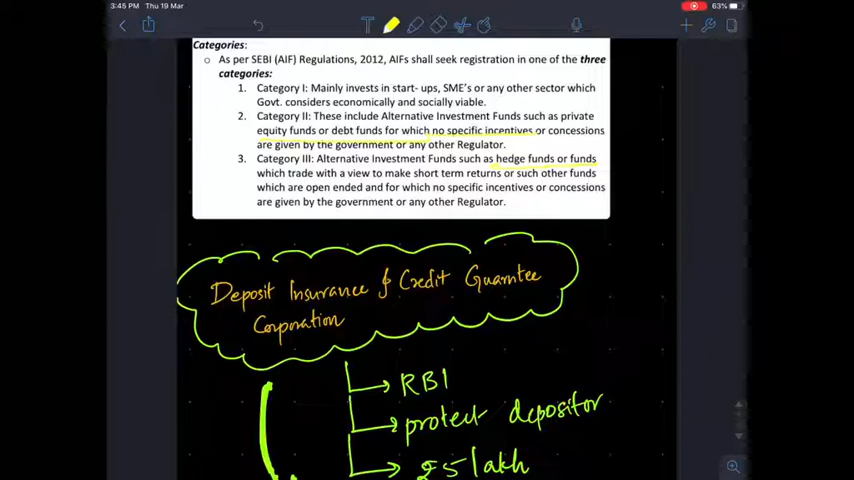 3:45 PM Thu 19 Mar
63%
Categories:
o As per SEBI (AIF) Regulations, 2012, AIFs shall seek registration in one of the three
categories:
1. Category I: Mainly invests in start- ups, SME's or any other sector which
Govt. considers economically and socially viable.
2. Category II: These include Alternative Investment Funds such as private
equity funds or debt funds for which no specific incentives or concessions
are given by the government or any other Regulator.
3. Category III: Alternative Investment Funds such as hedge funds or funds
which trade with a view to make short term returns or such other funds
which are open ended and for which no specific incentives or concessions
are given by the government or any other Regulator.
Deposit Insurance & Credit Guarntee
Corporation
RBI
protect depositor
₹5 lakh